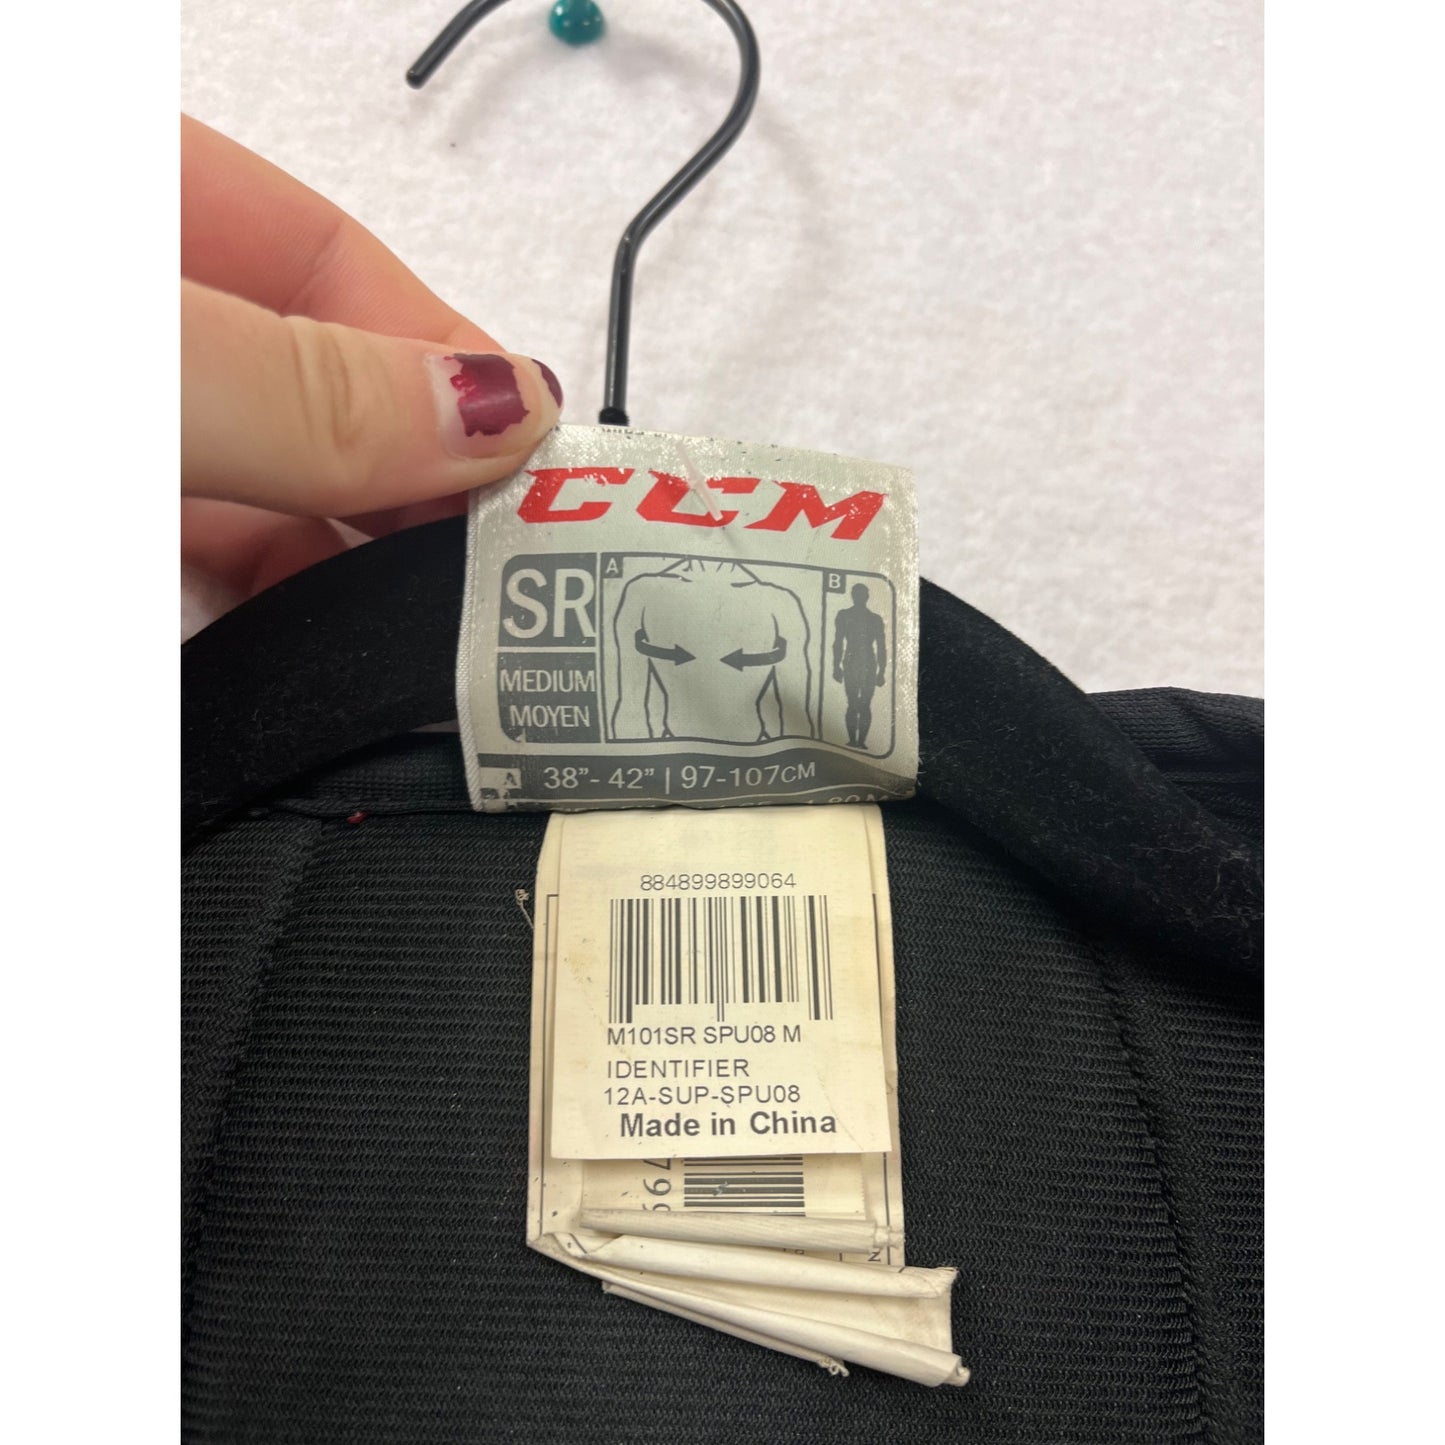 CCM
SR
A
B
MEDIUM
MOYEN
A 38"- 42" | 97-107CM
884899899064
M101SR SPU08 M
IDENTIFIER
12A-SUP-SPU08
Made in China